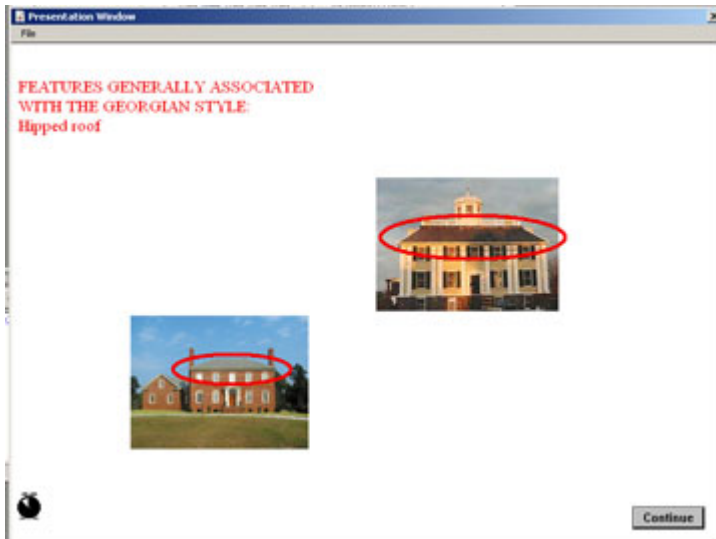 Presentation Window
File
FEATURES GENERALLY ASSOCIATED
WITH THE GEORGIAN STYLE:
Hipped roof
Continue